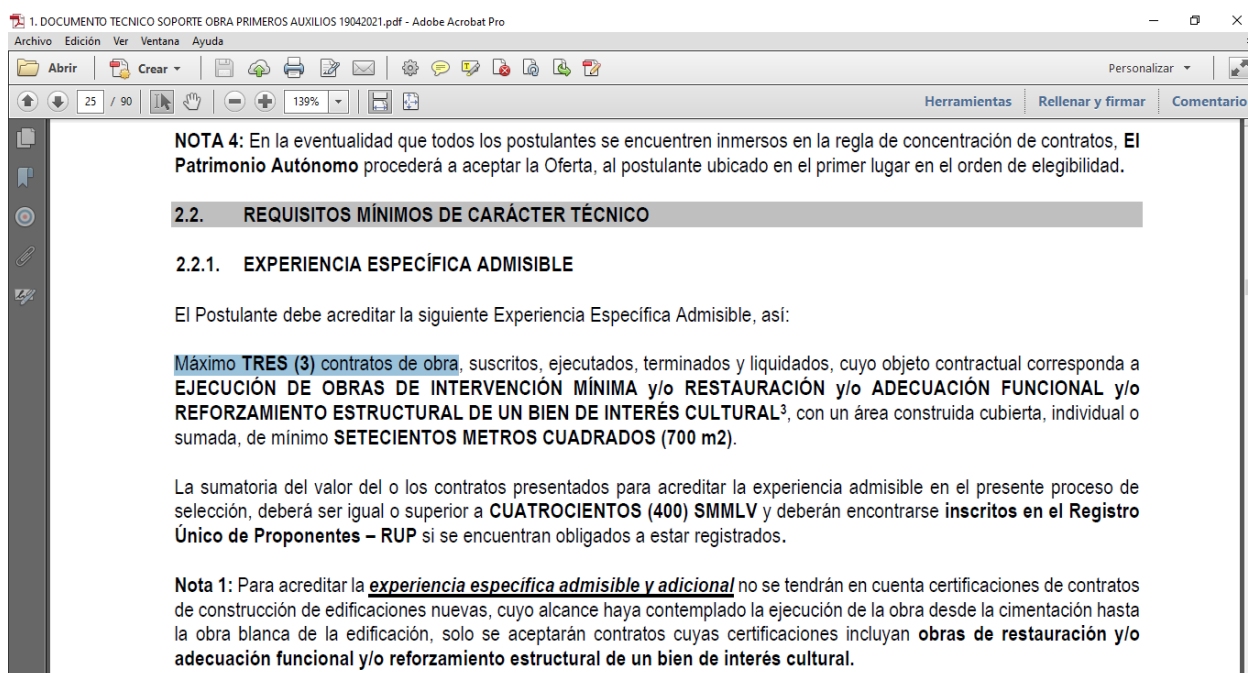 1. DOCUMENTO TECNICO SOPORTE OBRA PRIMEROS AUXILIOS 19042021.pdf - Adobe Acrobat Pro
Archivo Edición Ver Ventana Ayuda
Abrir Crear Personalizar
25 / 90 139% Herramientas Rellenar y firmar Comentario
NOTA 4: En la eventualidad que todos los postulantes se encuentren inmersos en la regla de concentración de contratos, El
Patrimonio Autónomo procederá a aceptar la Oferta, al postulante ubicado en el primer lugar en el orden de elegibilidad.
2.2. REQUISITOS MÍNIMOS DE CARÁCTER TÉCNICO
2.2.1. EXPERIENCIA ESPECÍFICA ADMISIBLE
El Postulante debe acreditar la siguiente Experiencia Específica Admisible, así:
Máximo TRES (3) contratos de obra, suscritos, ejecutados, terminados y liquidados, cuyo objeto contractual corresponda a
EJECUCIÓN DE OBRAS DE INTERVENCIÓN MÍNIMA y/o RESTAURACIÓN y/o ADECUACIÓN FUNCIONAL y/o
REFORZAMIENTO ESTRUCTURAL DE UN BIEN DE INTERÉS CULTURAL³, con un área construida cubierta, individual o
sumada, de mínimo SETECIENTOS METROS CUADRADOS (700 m2).
La sumatoria del valor del o los contratos presentados para acreditar la experiencia admisible en el presente proceso de
selección, deberá ser igual o superior a CUATROCIENTOS (400) SMMLV y deberán encontrarse inscritos en el Registro
Único de Proponentes – RUP si se encuentran obligados a estar registrados.
Nota 1: Para acreditar la experiencia específica admisible y adicional no se tendrán en cuenta certificaciones de contratos
de construcción de edificaciones nuevas, cuyo alcance haya contemplado la ejecución de la obra desde la cimentación hasta
la obra blanca de la edificación, solo se aceptarán contratos cuyas certificaciones incluyan obras de restauración y/o
adecuación funcional y/o reforzamiento estructural de un bien de interés cultural.